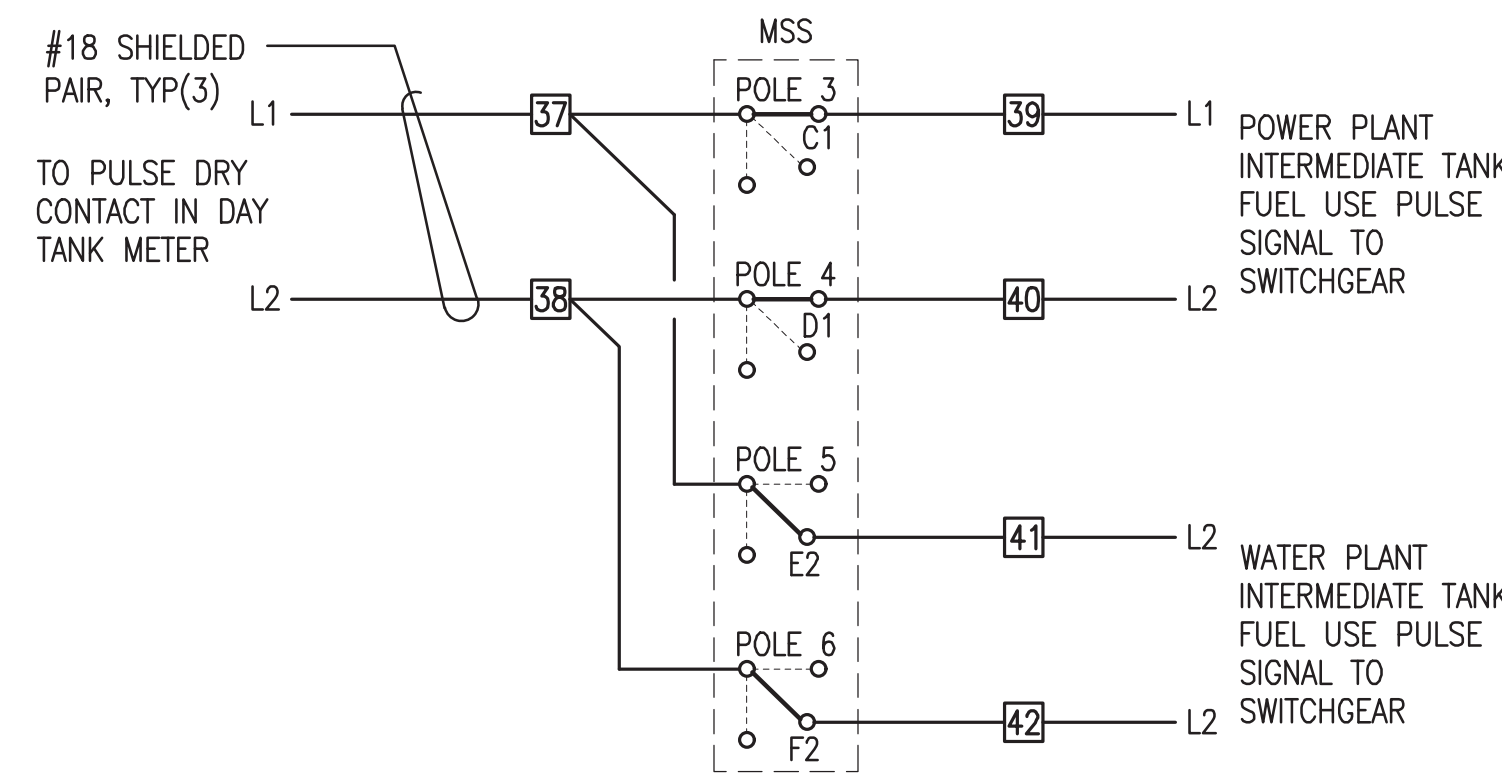 #18 SHIELDED
PAIR, TYP(3)
L1
TO PULSE DRY
CONTACT IN DAY
TANK METER
L2
37
38
MSS
POLE 3
C1
POLE 4
D1
POLE 5
E2
POLE 6
F2
39
L1
40
L2
POWER PLANT
INTERMEDIATE TANK
FUEL USE PULSE
SIGNAL TO
SWITCHGEAR
41
L2
42
L2
WATER PLANT
INTERMEDIATE TANK
FUEL USE PULSE
SIGNAL TO
SWITCHGEAR